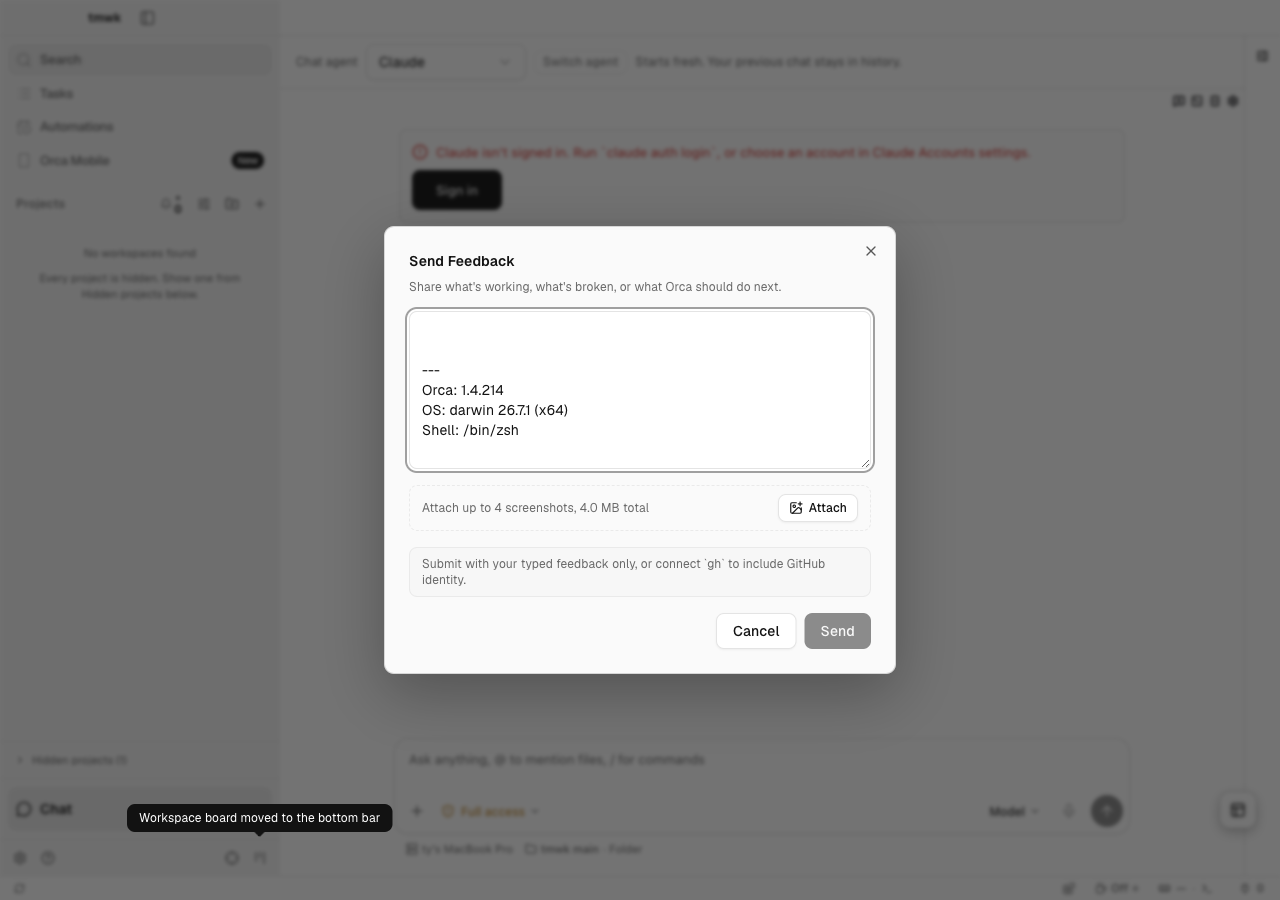 tmwk
Search
Tasks
Automations
Orca Mobile
New
Projects
No workspaces found
Every project is hidden. Show one from
Hidden projects below.
Hidden projects (1)
Chat
Workspace board moved to the bottom bar
Chat agent
Claude
Switch agent
Starts fresh. Your previous chat stays in history.
Claude isn't signed in. Run `claude auth login`, or choose an account in Claude Accounts settings.
Sign in
Send Feedback
Share what's working, what's broken, or what Orca should do next.
---
Orca: 1.4.214
OS: darwin 26.7.1 (x64)
Shell: /bin/zsh
Attach up to 4 screenshots, 4.0 MB total
Attach
Submit with your typed feedback only, or connect `gh` to include GitHub
identity.
Cancel
Send
Ask anything, @ to mention files, / for commands
Full access
Model
ty's MacBook Pro
tmwk main · Folder
Off